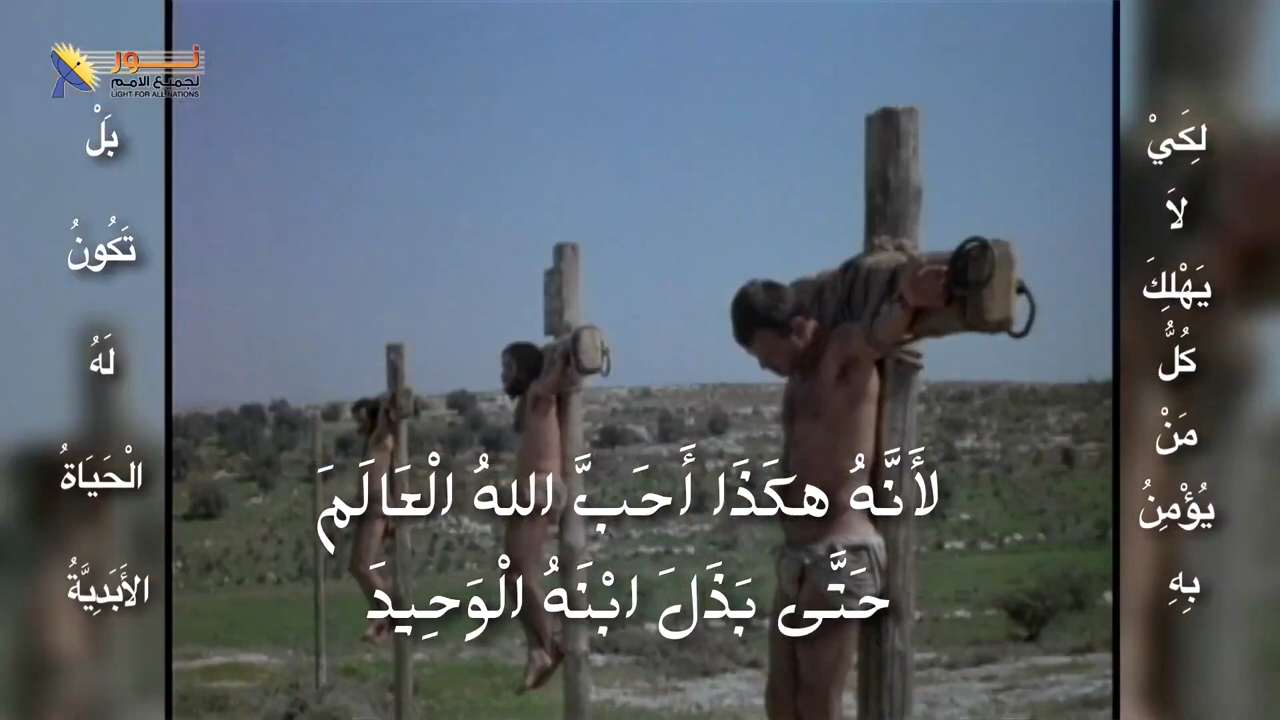 نور
لجميع الامم
LIGHT FOR ALL NATIONS
لأَنَّهُ هكَذَا أَحَبَّ اللهُ الْعَالَمَ
حَتَّى بَذَلَ ابْنَهُ الْوَحِيدَ
لِكَيْ
لاَ
يَهْلِكَ
كُلُّ
مَنْ
يُؤْمِنُ
بِهِ
بَلْ
تَكُونُ
لَهُ
الْحَيَاةُ
الأَبَدِيَّةُ